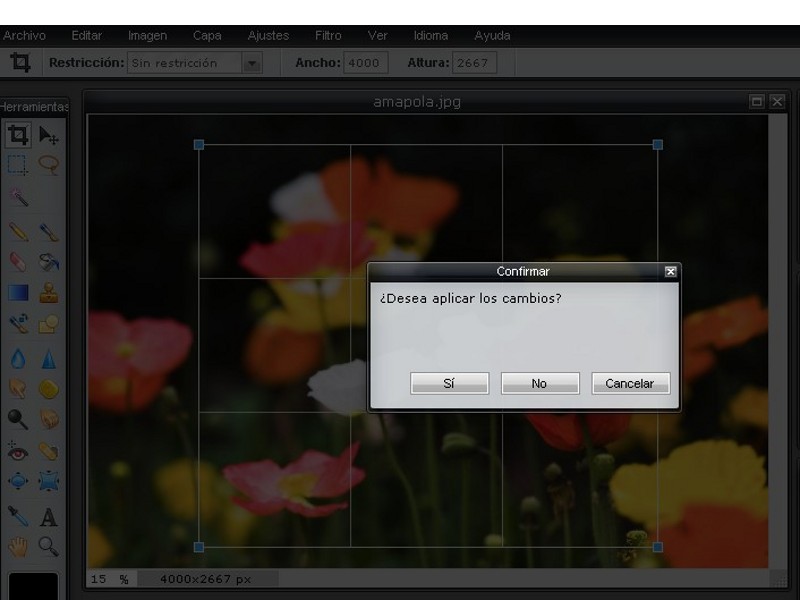 Archivo Editar Imagen Capa Ajustes Filtro Ver Idioma Ayuda
Restricción: Sin restricción Ancho: 4000 Altura: 2667
Herramientas
amapola.jpg
Confirmar
¿Desea aplicar los cambios?
Sí No Cancelar
A
15 % 4000x2667 px